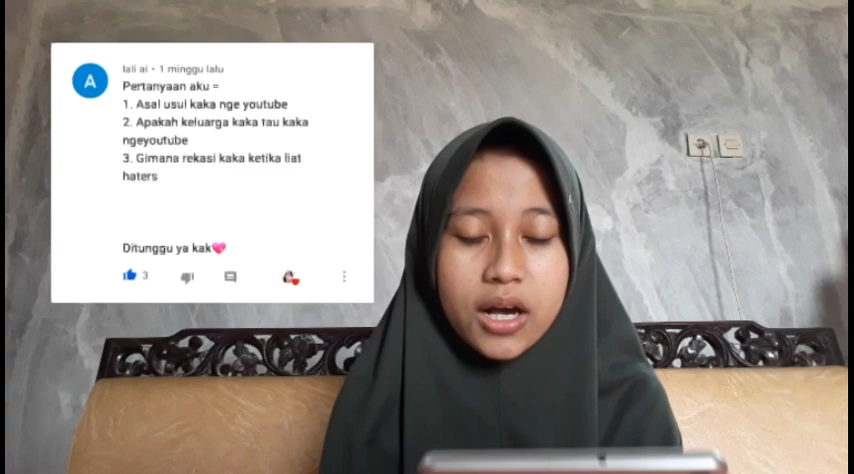 A
lali ai • 1 minggu lalu
Pertanyaan aku =
1. Asal usul kaka nge youtube
2. Apakah keluarga kaka tau kaka
ngeyoutube
3. Gimana rekasi kaka ketika liat
haters
Ditunggu ya kak💖
3